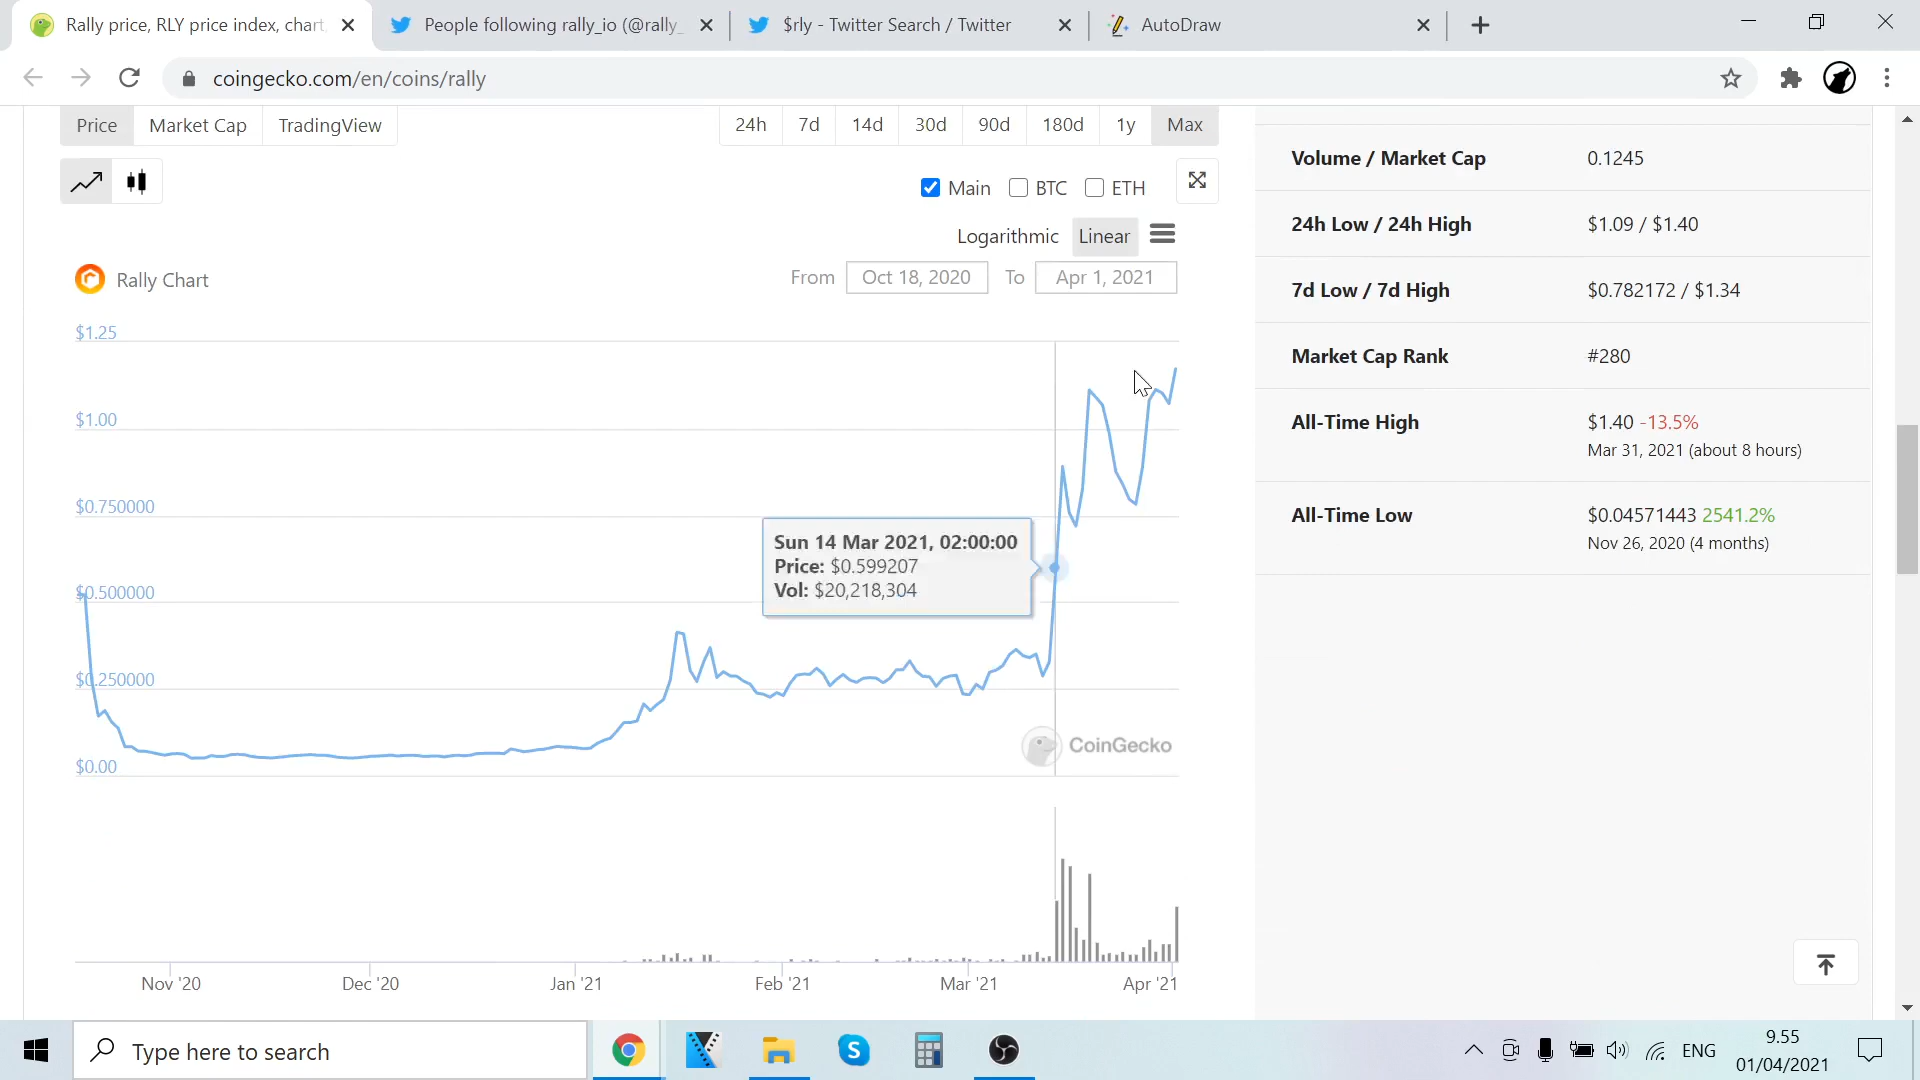 Rally price, RLY price index, chart,
People following rally_io (@rally_
$rly - Twitter Search / Twitter
AutoDraw
coingecko.com/en/coins/rally
Price
Market Cap
TradingView
24h
7d
14d
30d
90d
180d
1y
Max
Main
BTC
ETH
Logarithmic
Linear
Rally Chart
From
Oct 18, 2020
To
Apr 1, 2021
$1.25
$1.00
$0.750000
$0.500000
$0.250000
$0.00
Sun 14 Mar 2021, 02:00:00
Price: $0.599207
Vol: $20,218,304
CoinGecko
Nov '20
Dec '20
Jan '21
Feb '21
Mar '21
Apr '21
Volume / Market Cap 0.1245
24h Low / 24h High $1.09 / $1.40
7d Low / 7d High $0.782172 / $1.34
Market Cap Rank #280
All-Time High $1.40 -13.5%
Mar 31, 2021 (about 8 hours)
All-Time Low $0.04571443 2541.2%
Nov 26, 2020 (4 months)
Type here to search
ENG
9.55
01/04/2021